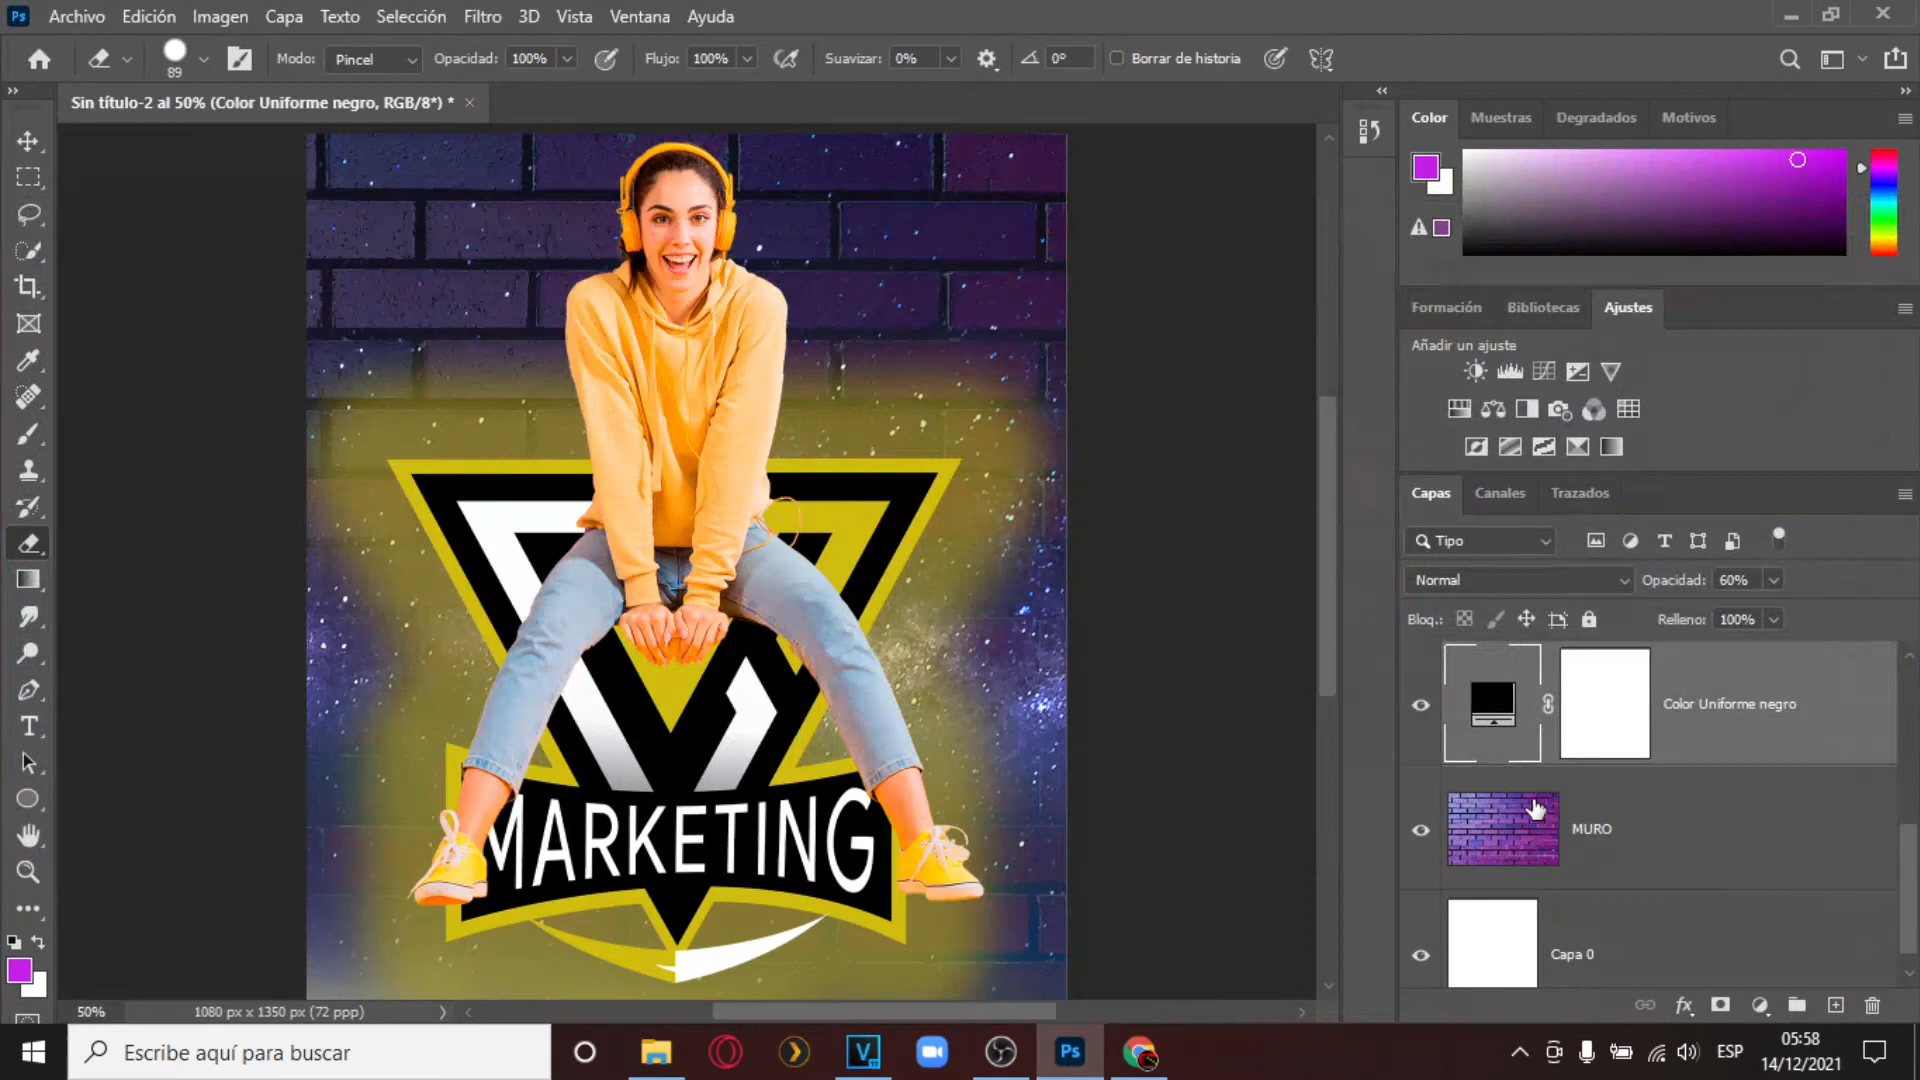 Ps Archivo Edición Imagen Capa Texto Selección Filtro 3D Vista Ventana Ayuda
89 Modo: Pincel Opacidad: 100% Flujo: 100% Suavizar: 0% 0° Borrar de historia
Sin título-2 al 50% (Color Uniforme negro, RGB/8*) *
Color Muestras Degradados Motivos
Formación Bibliotecas Ajustes
Añadir un ajuste
Capas Canales Trazados
Tipo
Normal Opacidad: 60%
Bloq.: Relleno: 100%
Color Uniforme negro
MURO
Capa 0
MARKETING
50% 1080 px x 1350 px (72 ppp)
Escribe aquí para buscar
Ps
ESP
05:58
14/12/2021